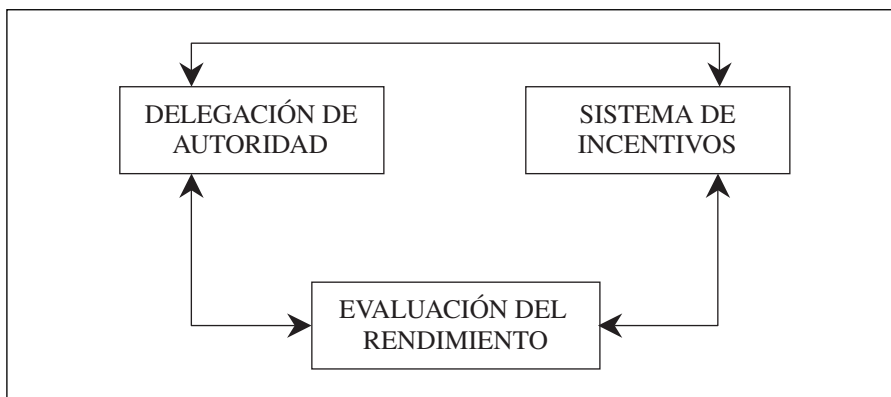 DELEGACIÓN DE
AUTORIDAD
SISTEMA DE
INCENTIVOS
EVALUACIÓN DEL
RENDIMIENTO